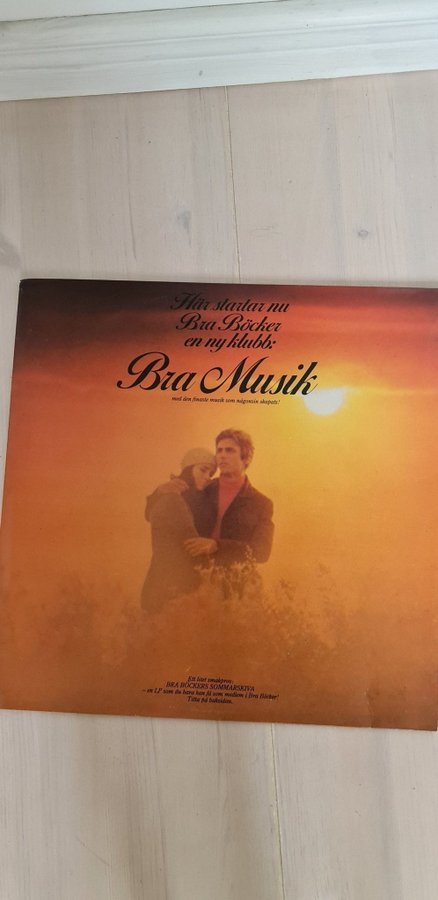 Här startar nu
Bra Böcker
en ny klubb:
Bra Musik
med den finaste musik som någonsin skapats!
Ett litet smakprov:
BRA BÖCKERS SOMMARSKIVA
– en LP som du bara kan få som medlem i Bra Böcker!
Titta på baksidan.